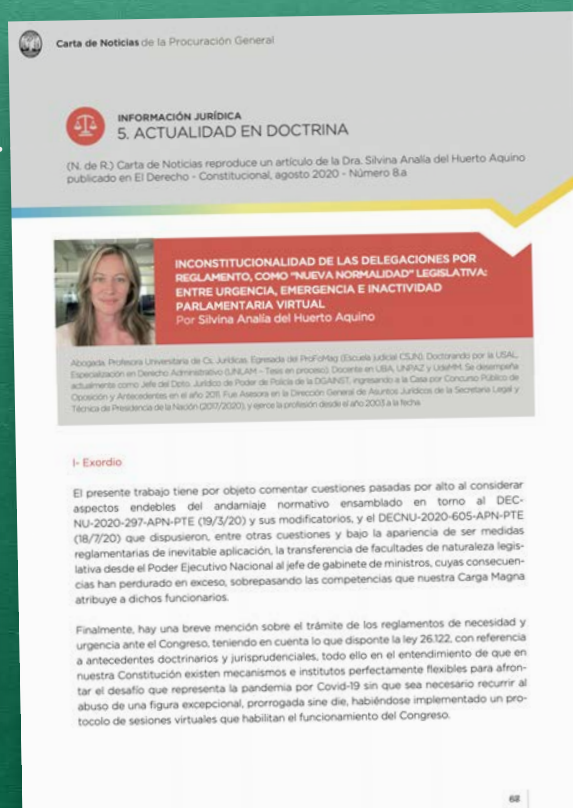 Carta de Noticias de la Procuración General
INFORMACIÓN JURÍDICA
5. ACTUALIDAD EN DOCTRINA
(N. de R.) Carta de Noticias reproduce un artículo de la Dra. Silvina Analía del Huerto Aquino
publicado en El Derecho - Constitucional, agosto 2020 - Número 8.a
INCONSTITUCIONALIDAD DE LAS DELEGACIONES POR
REGLAMENTO, COMO "NUEVA NORMALIDAD" LEGISLATIVA:
ENTRE URGENCIA, EMERGENCIA E INACTIVIDAD
PARLAMENTARIA VIRTUAL
Por Silvina Analía del Huerto Aquino
Abogada. Profesora Universitaria de Cs. Jurídicas. Egresada del ProFoMag (Escuela judicial CSJN). Doctorando por la USAL.
Especialización en Derecho Administrativo (UNLAM – Tesis en proceso). Docente en UBA, UNPAZ y UdeMM. Se desempeña
actualmente como Jefe del Dpto. Jurídico de Poder de Policía de la DGAINST, ingresando a la Casa por Concurso Público de
Oposición y Antecedentes en el año 2011. Fue Asesora en la Dirección General de Asuntos Jurídicos de la Secretaría Legal y
Técnica de Presidencia de la Nación (2017/2020), y ejerce la profesión desde el año 2003 a la fecha.
I- Exordio
El presente trabajo tiene por objeto comentar cuestiones pasadas por alto al considerar
aspectos endebles del andamiaje normativo ensamblado en torno al DEC-
NU-2020-297-APN-PTE (19/3/20) y sus modificatorios, y el DECNU-2020-605-APN-PTE
(18/7/20) que dispusieron, entre otras cuestiones y bajo la apariencia de ser medidas
reglamentarias de inevitable aplicación, la transferencia de facultades de naturaleza legis-
lativa desde el Poder Ejecutivo Nacional al jefe de gabinete de ministros, cuyas consecuen-
cias han perdurado en exceso, sobrepasando las competencias que nuestra Carga Magna
atribuye a dichos funcionarios.
Finalmente, hay una breve mención sobre el trámite de los reglamentos de necesidad y
urgencia ante el Congreso, teniendo en cuenta lo que disponte la ley 26.122, con referencia
a antecedentes doctrinarios y jurisprudenciales, todo ello en el entendimiento de que en
nuestra Constitución existen mecanismos e institutos perfectamente flexibles para afron-
tar el desafío que representa la pandemia por Covid-19 sin que sea necesario recurrir al
abuso de una figura excepcional, prorrogada sine die, habiéndose implementado un pro-
tocolo de sesiones virtuales que habilitan el funcionamiento del Congreso.
68